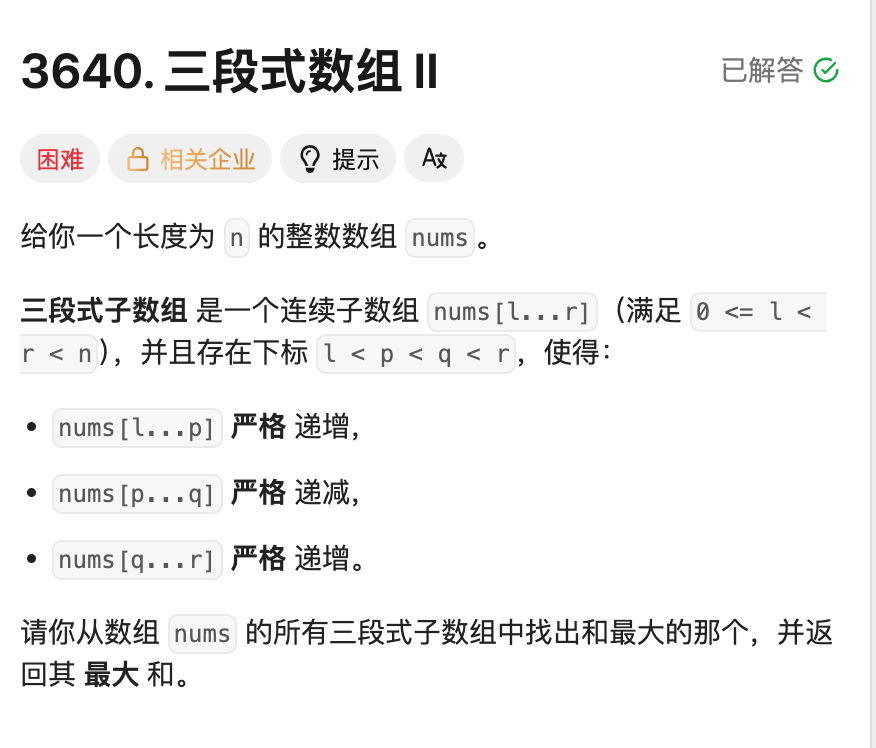 3640. 三段式数组 II
已解答
困难
相关企业
提示
给你一个长度为 n 的整数数组 nums。
三段式子数组 是一个连续子数组 nums[l...r]（满足 0 <= l <
r < n），并且存在下标 l < p < q < r，使得：
• nums[l...p] 严格 递增，
• nums[p...q] 严格 递减，
• nums[q...r] 严格 递增。
请你从数组 nums 的所有三段式子数组中找出和最大的那个，并返
回其 最大 和。